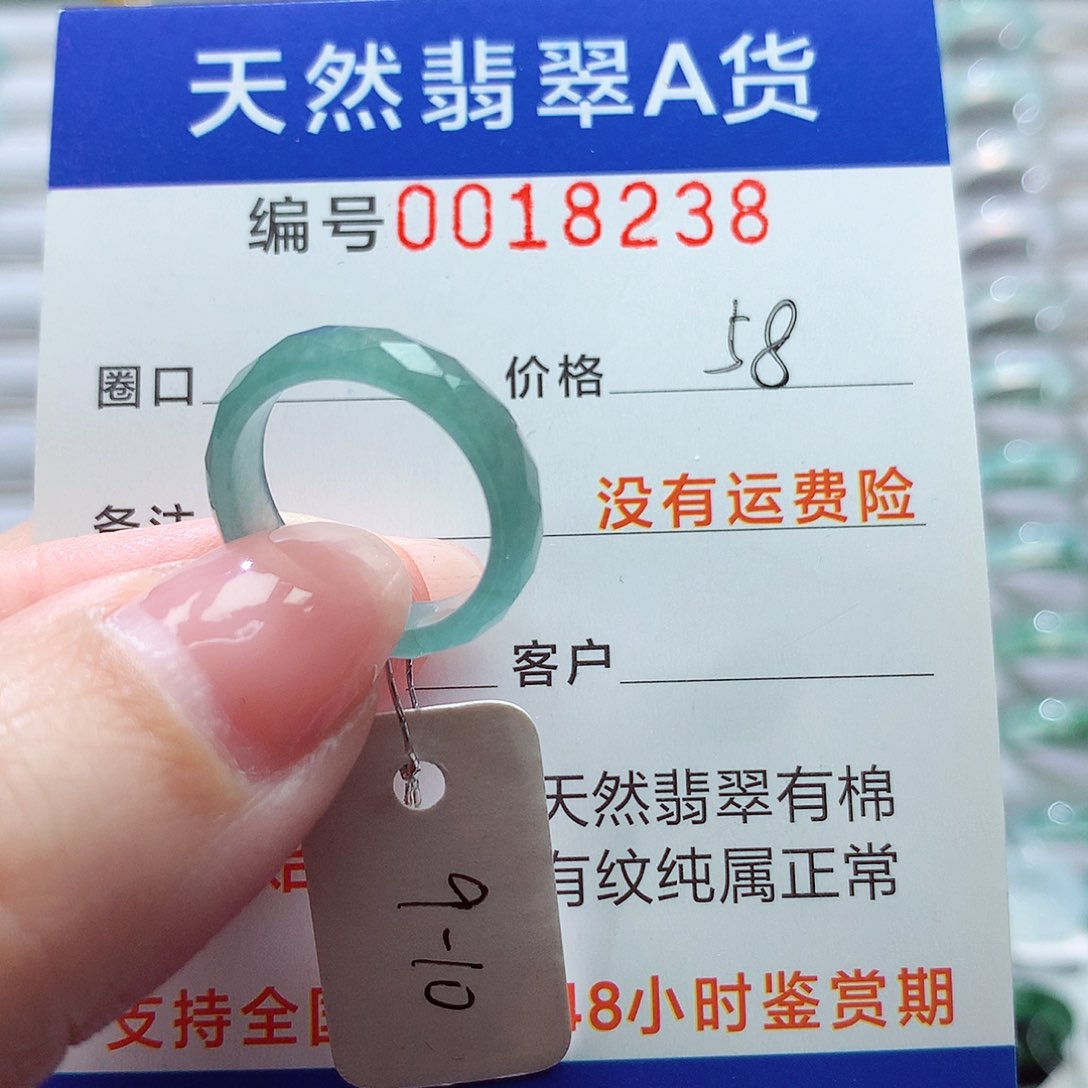 天然翡翠A货
编号0018238
圈口 价格 58
备注 没有运费险
客户
天然翡翠有棉
有纹纯属正常
9-10
支持全国 48小时鉴赏期